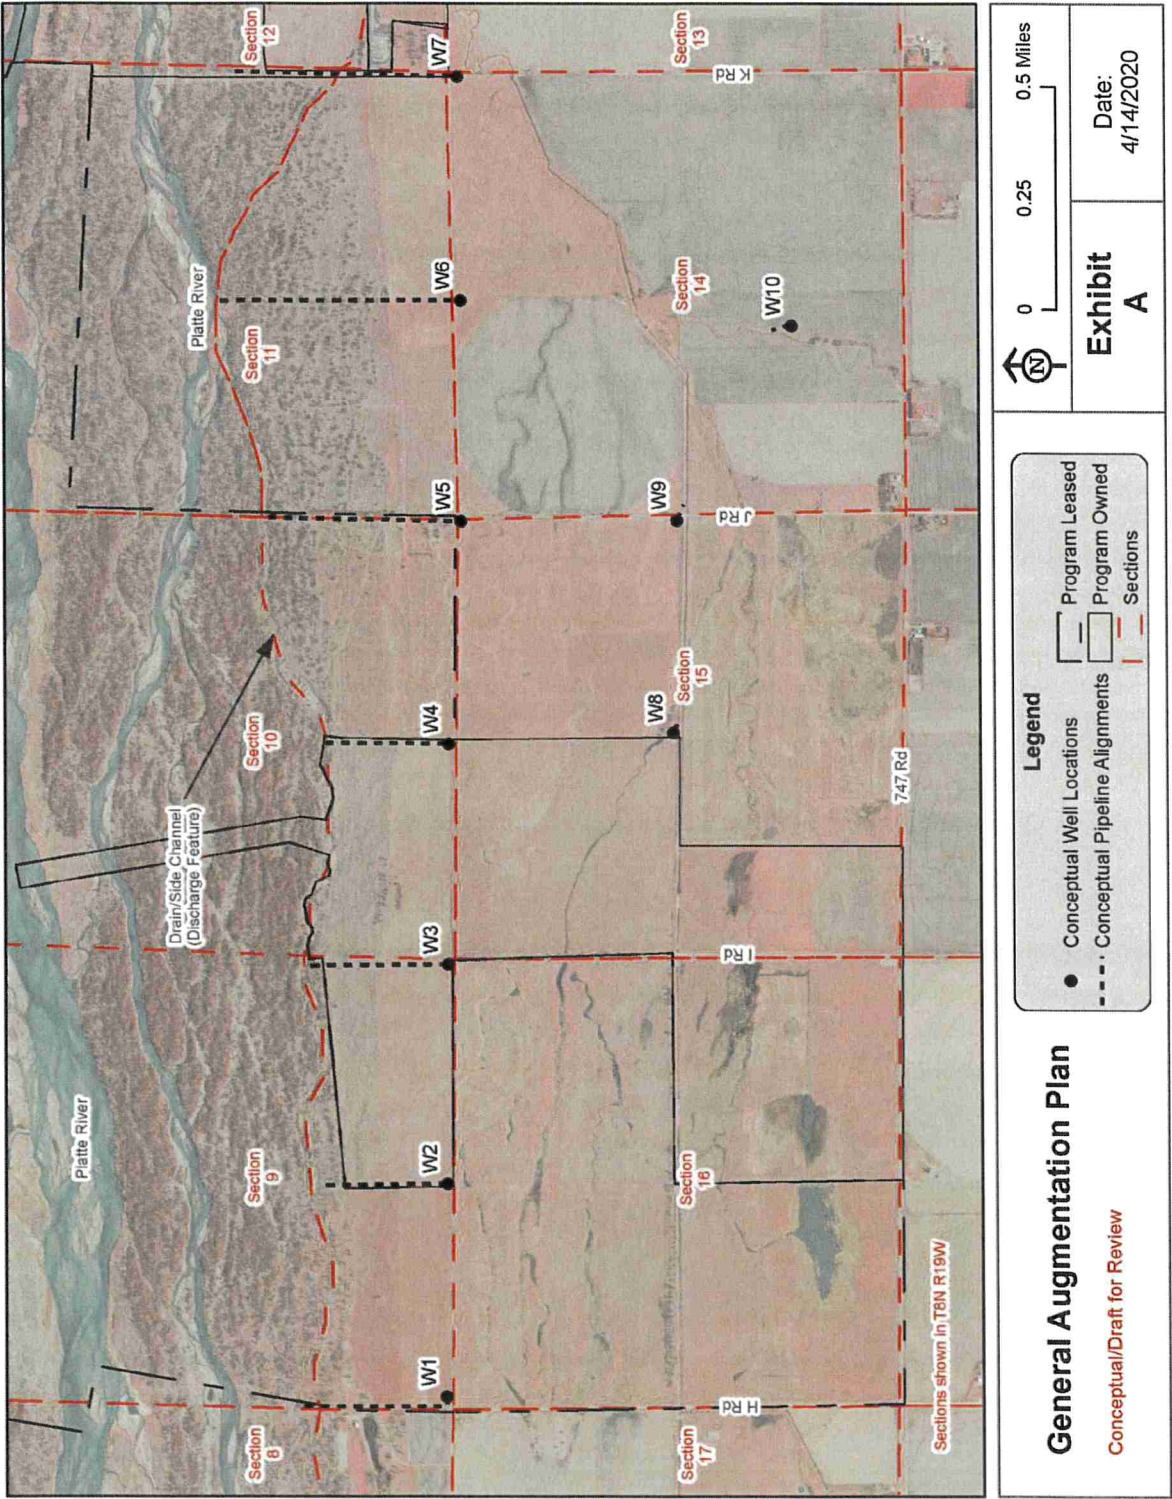 Platte River
Platte River
Section
8
Section
9
Section
10
Section
11
Section
12
Drain/Side Channel
(Discharge Feature)
W1
W2
W3
W4
W5
W6
W7
W8
W9
W10
Section
17
Section
16
Section
15
Section
14
Section
13
H Rd
I Rd
J Rd
K Rd
747 Rd
Sections shown in T8N R19W
General Augmentation Plan
Conceptual/Draft for Review
Legend
Conceptual Well Locations
Conceptual Pipeline Alignments
Program Leased
Program Owned
Sections
N
0 0.25 0.5 Miles
Exhibit
A
Date:
4/14/2020